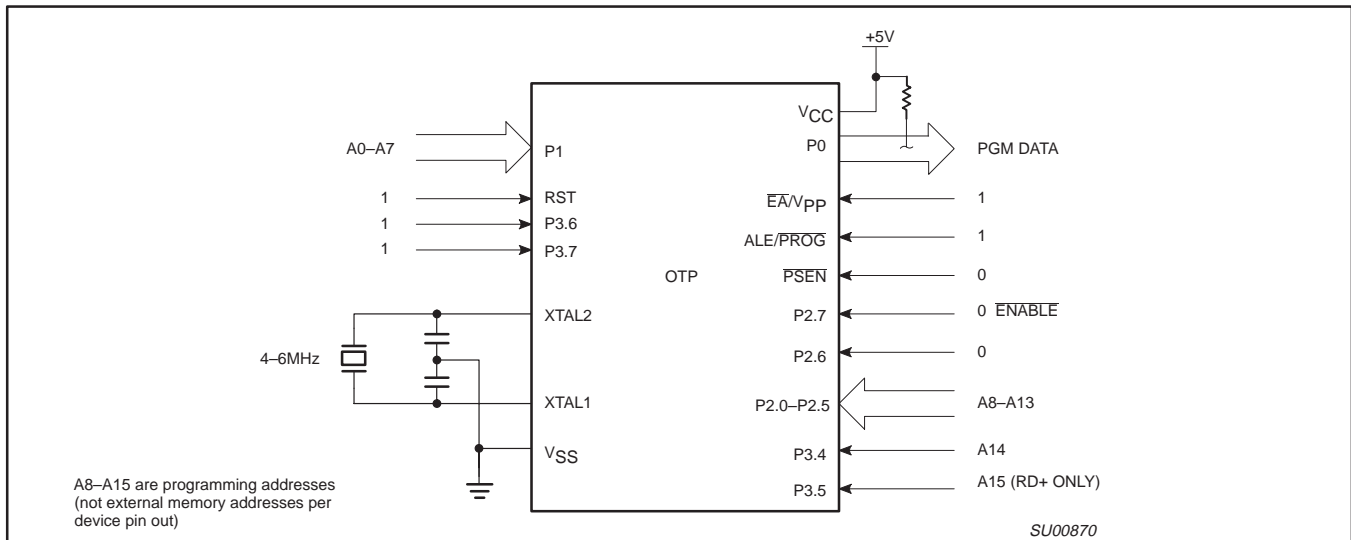 +5V
VCC
A0–A7
P1
P0
PGM DATA
1
RST
EA/VPP
1
1
P3.6
ALE/PROG
1
1
P3.7
OTP
PSEN
0
XTAL2
P2.7
0 ENABLE
4–6MHz
P2.6
0
XTAL1
P2.0–P2.5
A8–A13
VSS
P3.4
A14
P3.5
A15 (RD+ ONLY)
A8–A15 are programming addresses
(not external memory addresses per
device pin out)
SU00870